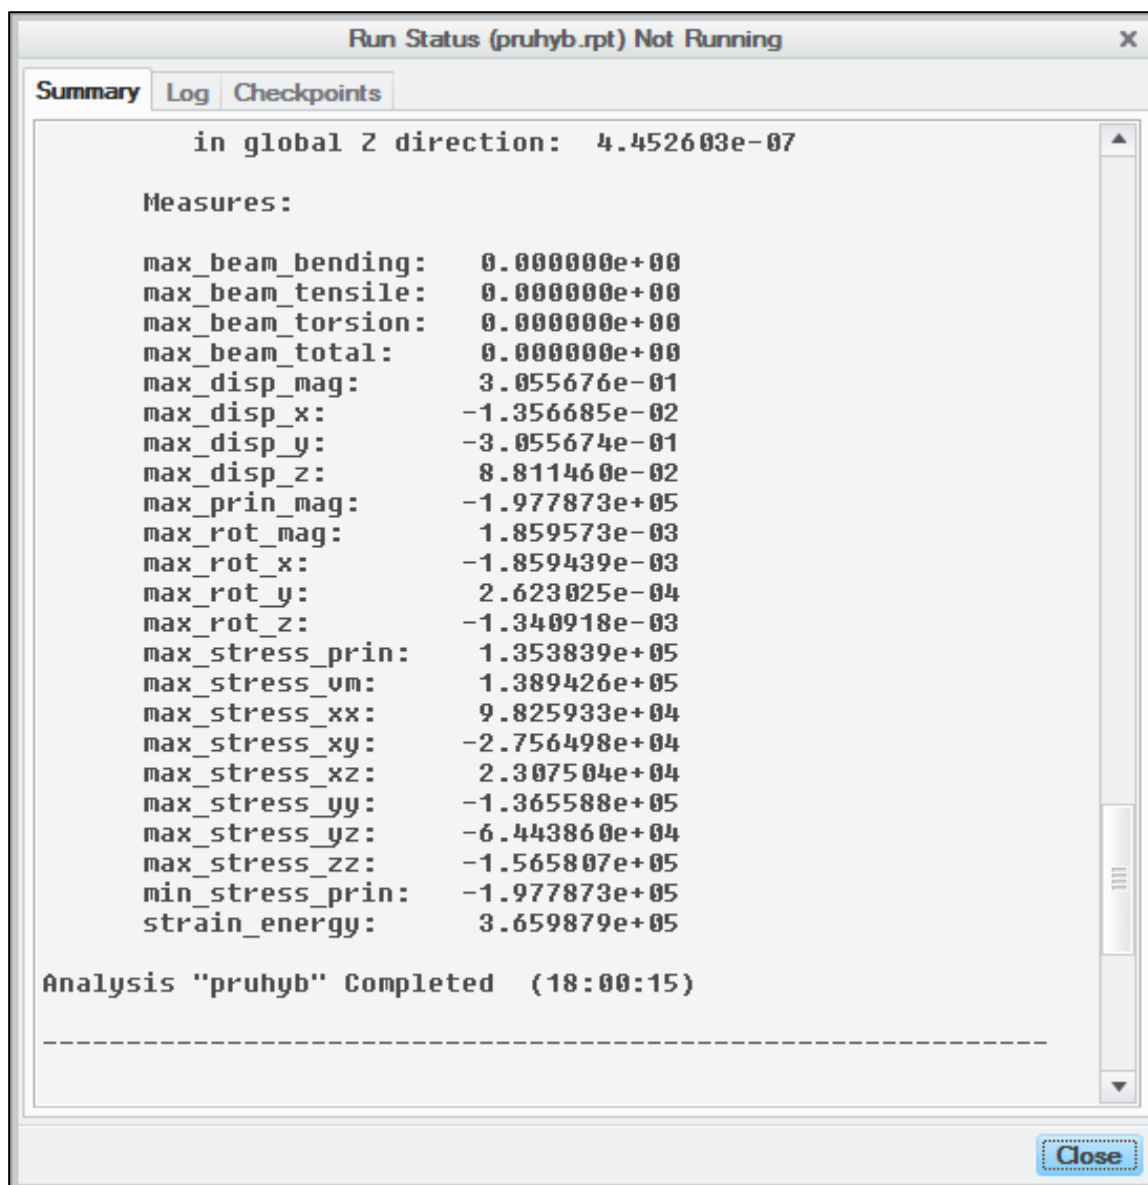 Run Status (pruhyb.rpt) Not Running
Summary Log Checkpoints
in global Z direction: 4.452603e-07
Measures:
max_beam_bending: 0.000000e+00
max_beam_tensile: 0.000000e+00
max_beam_torsion: 0.000000e+00
max_beam_total: 0.000000e+00
max_disp_mag: 3.055676e-01
max_disp_x: -1.356685e-02
max_disp_y: -3.055674e-01
max_disp_z: 8.811460e-02
max_prin_mag: -1.977873e+05
max_rot_mag: 1.859573e-03
max_rot_x: -1.859439e-03
max_rot_y: 2.623025e-04
max_rot_z: -1.340918e-03
max_stress_prin: 1.353839e+05
max_stress_vm: 1.389426e+05
max_stress_xx: 9.825933e+04
max_stress_xy: -2.756498e+04
max_stress_xz: 2.307504e+04
max_stress_yy: -1.365588e+05
max_stress_yz: -6.443860e+04
max_stress_zz: -1.565807e+05
min_stress_prin: -1.977873e+05
strain_energy: 3.659879e+05
Analysis "pruhyb" Completed (18:00:15)
------------------------------------------------------------
Close